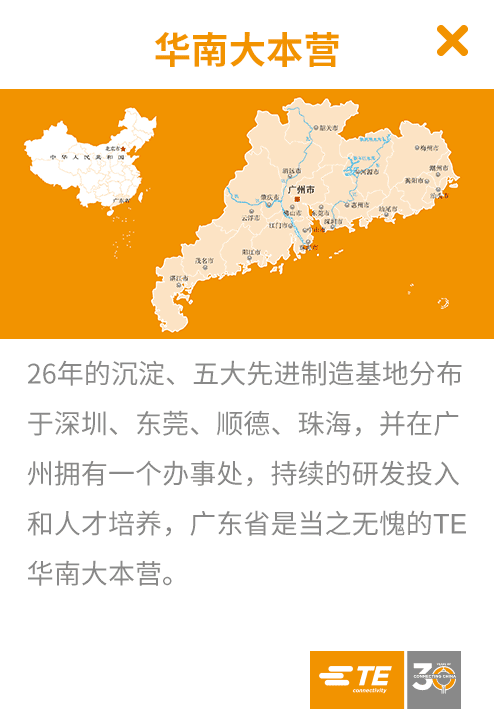 华南大本营
中华人民共和国
北京市
广东省
韶关市
梅州市
清远市
河源市
潮州市
揭阳市
汕头市
肇庆市
广州市
惠州市
汕尾市
云浮市
佛山市
东莞市
江门市
深圳市
中山市
珠海市
茂名市
阳江市
湛江市
26年的沉淀、五大先进制造基地分布
于深圳、东莞、顺德、珠海，并在广
州拥有一个办事处，持续的研发投入
和人才培养，广东省是当之无愧的TE
华南大本营。
TE
connectivity
30
YEARS OF
CONNECTING CHINA